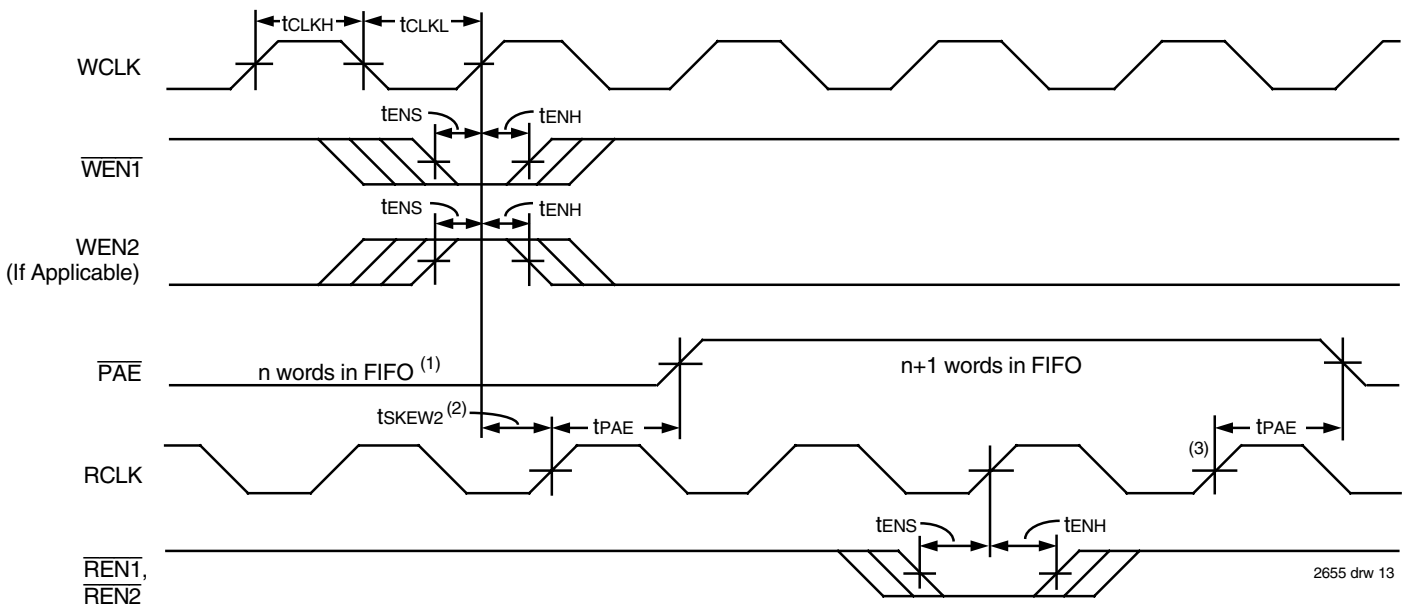 tCLKH
tCLKL
WCLK
tENS
tENH
WEN1
tENS
tENH
WEN2
(If Applicable)
PAE
n words in FIFO (1)
n+1 words in FIFO
tSKEW2 (2)
tPAE
(3)
tPAE
RCLK
tENS
tENH
REN1,
REN2
2655 drw 13